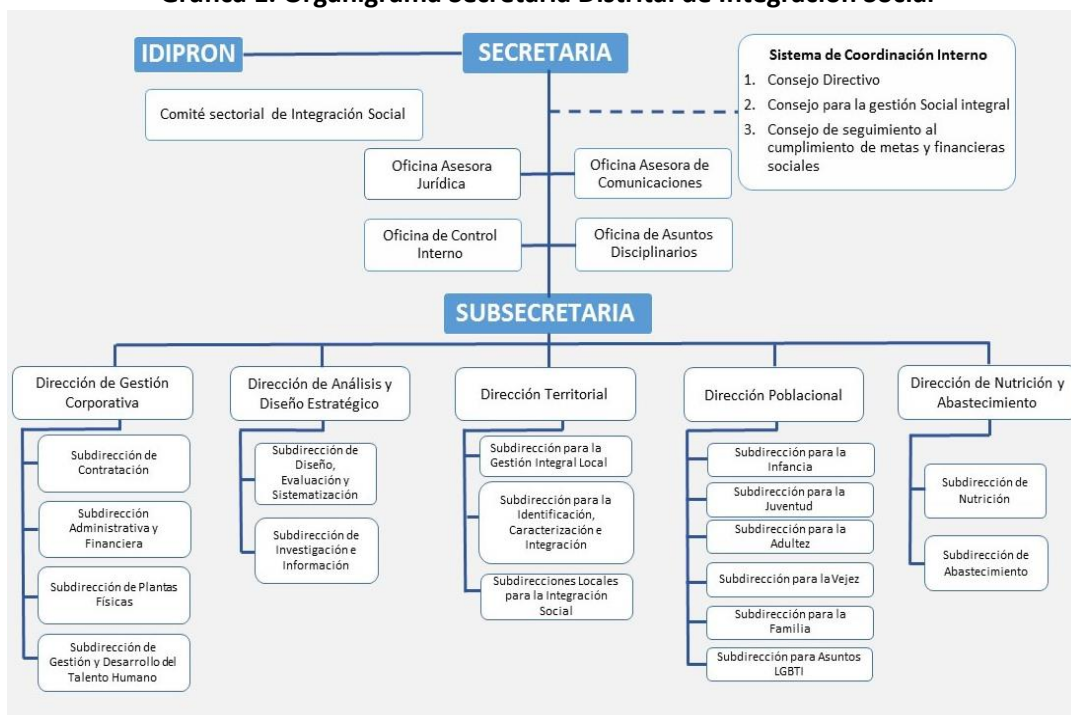 Gráfica 1. Organigrama Secretaria Distrital de Integración Social
IDIPRON
SECRETARIA
Sistema de Coordinación Interno
1. Consejo Directivo
2. Consejo para la gestión Social integral
3. Consejo de seguimiento al
cumplimiento de metas y financieras
sociales
Comité sectorial de Integración Social
Oficina Asesora
Jurídica
Oficina Asesora de
Comunicaciones
Oficina de Control
Interno
Oficina de Asuntos
Disciplinarios
SUBSECRETARIA
Dirección de Gestión
Corporativa
Subdirección de
Contratación
Subdirección
Administrativa y
Financiera
Subdirección de Plantas
Físicas
Subdirección de
Gestión y Desarrollo del
Talento Humano
Dirección de Análisis y
Diseño Estratégico
Subdirección de
Diseño,
Evaluación y
Sistematización
Subdirección de
Investigación e
Información
Dirección Territorial
Subdirección para la
Gestión Integral Local
Subdirección para la
Identificación,
Caracterización e
Integración
Subdirecciones Locales
para la Integración
Social
Dirección Poblacional
Subdirección para la
Infancia
Subdirección para la
Juventud
Subdirección para la
Adultez
Subdirección para la Vejez
Subdirección para la
Familia
Subdirección para Asuntos
LGBTI
Dirección de Nutrición y
Abastecimiento
Subdirección de
Nutrición
Subdirección de
Abastecimiento